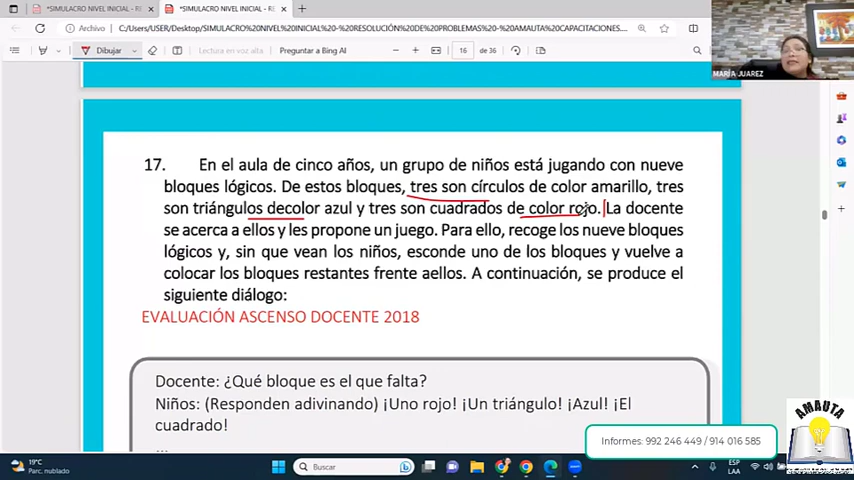 *SIMULACRO NIVEL INICIAL - RE
*SIMULACRO NIVEL INICIAL - RES
Archivo
C:/Users/USER/Desktop/SIMULACRO%20NIVEL%20INICIAL%20-%20RESOLUCIÓN%20DE%20PROBLEMAS%20-%20AMAUTA%20CAPACITACIONES....
Dibujar
Lectura en voz alta
Preguntar a Bing AI
16
de 36
MARÍA JUAREZ
17. En el aula de cinco años, un grupo de niños está jugando con nueve
bloques lógicos. De estos bloques, tres son círculos de color amarillo, tres
son triángulos decolor azul y tres son cuadrados de color rojo. La docente
se acerca a ellos y les propone un juego. Para ello, recoge los nueve bloques
lógicos y, sin que vean los niños, esconde uno de los bloques y vuelve a
colocar los bloques restantes frente aellos. A continuación, se produce el
siguiente diálogo:
EVALUACIÓN ASCENSO DOCENTE 2018
Docente: ¿Qué bloque es el que falta?
Niños: (Responden adivinando) ¡Uno rojo! ¡Un triángulo! ¡Azul! ¡El
cuadrado!
...
AMAUTA
Informes: 992 246 449 / 914 016 585
19°C
Parc. nublado
Buscar
ESP
LAA